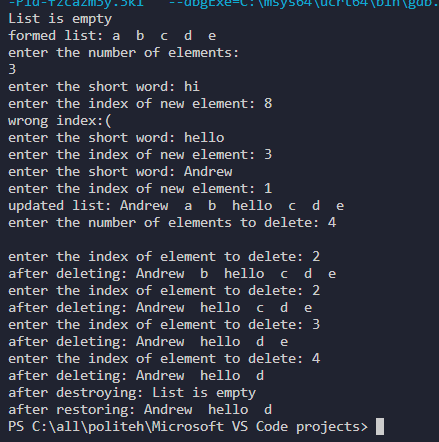 -Pid-f2cazm5y.5k1" "--dbgExe=C:\msys64\ucrt64\bin\gdb.
List is empty
formed list: a b c d e
enter the number of elements:
3
enter the short word: hi
enter the index of new element: 8
wrong index:(
enter the short word: hello
enter the index of new element: 3
enter the short word: Andrew
enter the index of new element: 1
updated list: Andrew a b hello c d e
enter the number of elements to delete: 4
enter the index of element to delete: 2
after deleting: Andrew b hello c d e
enter the index of element to delete: 2
after deleting: Andrew hello c d e
enter the index of element to delete: 3
after deleting: Andrew hello d e
enter the index of element to delete: 4
after deleting: Andrew hello d
after destroying: List is empty
after restoring: Andrew hello d
PS C:\all\politeh\Microsoft VS Code projects>